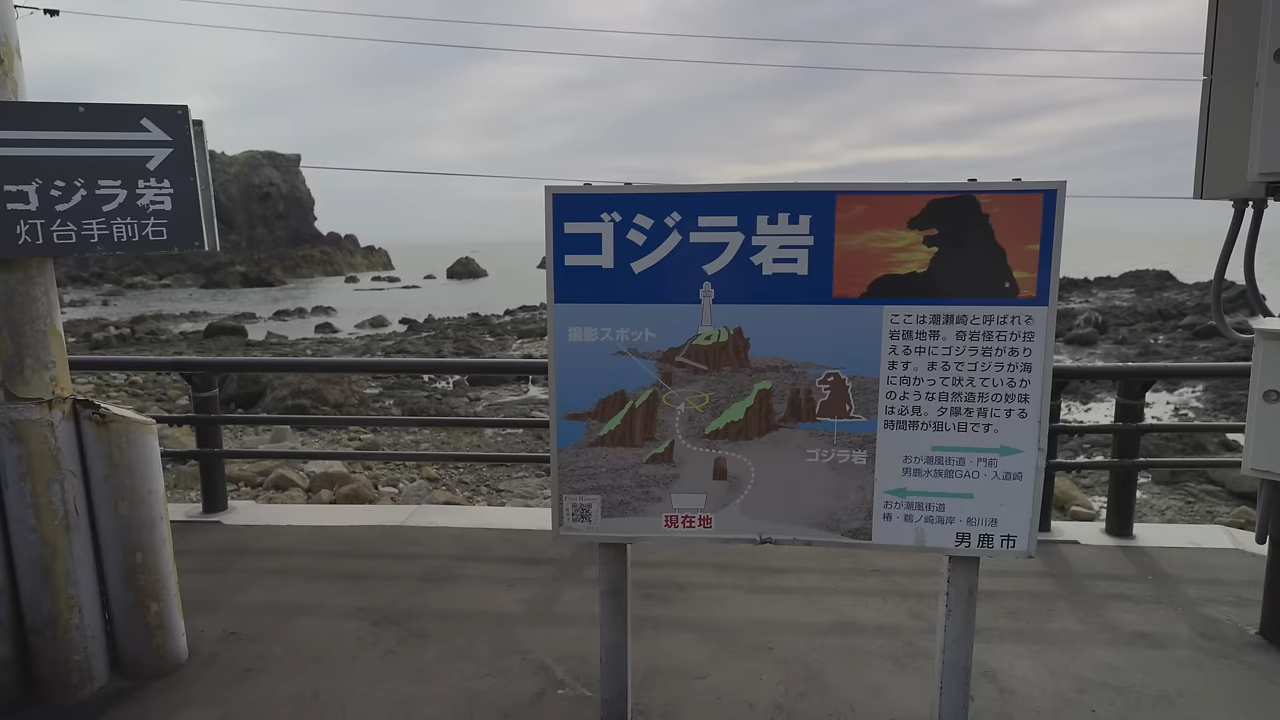 ゴジラ岩
灯台手前右
ゴジラ岩
撮影スポット
ゴジラ岩
現在地
ここは潮瀬崎と呼ばれる
岩礁地帯。奇岩怪石が控
える中にゴジラ岩があり
ます。まるでゴジラが海
に向かって吠えているか
のような自然造形の妙味
は必見。夕陽を背にする
時間帯が狙い目です。
おが潮風街道・門前
男鹿水族館GAO・入道崎
おが潮風街道
椿・鵜ノ崎海岸・船川港
男鹿市